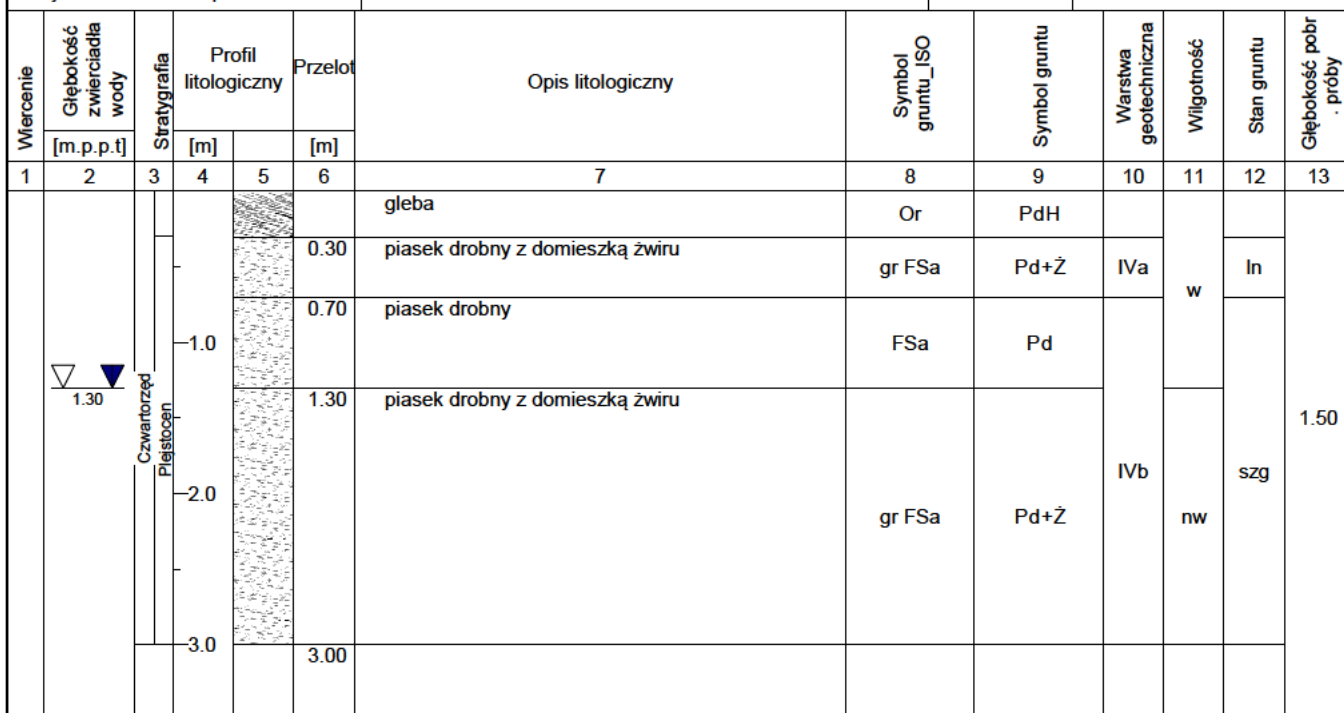 Wiercenie
Głębokość zwierciadła wody
[m.p.p.t]
Stratygrafia
Profil litologiczny
[m]
Przelot
[m]
Opis litologiczny
Symbol gruntu_ISO
Symbol gruntu
Warstwa geotechniczna
Wilgotność
Stan gruntu
Głębokość pobr . próby
1 2 3 4 5 6 7 8 9 10 11 12 13
gleba Or PdH
0.30 piasek drobny z domieszką żwiru gr FSa Pd+Ż IVa ln
w
0.70 piasek drobny
-1.0 FSa Pd
1.30
1.30 piasek drobny z domieszką żwiru
1.50
Czwartorzęd
Plejstocen
IVb szg
-2.0
gr FSa Pd+Ż nw
-3.0
3.00